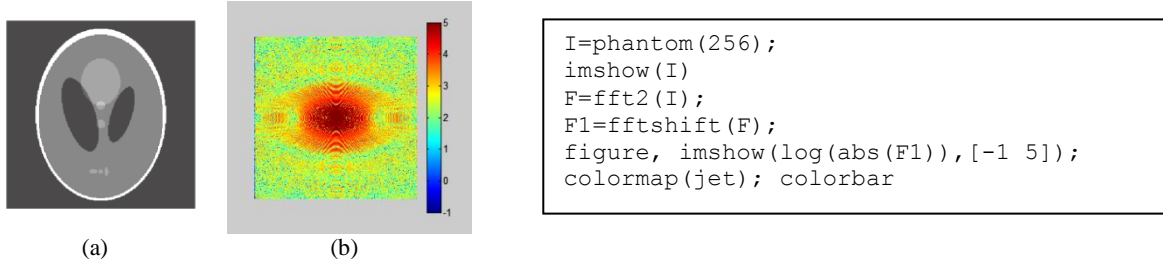 5
4
3
2
1
0
-1
(a)
(b)
I=phantom(256);
imshow(I)
F=fft2(I);
F1=fftshift(F);
figure, imshow(log(abs(F1)),[-1 5]);
colormap(jet); colorbar